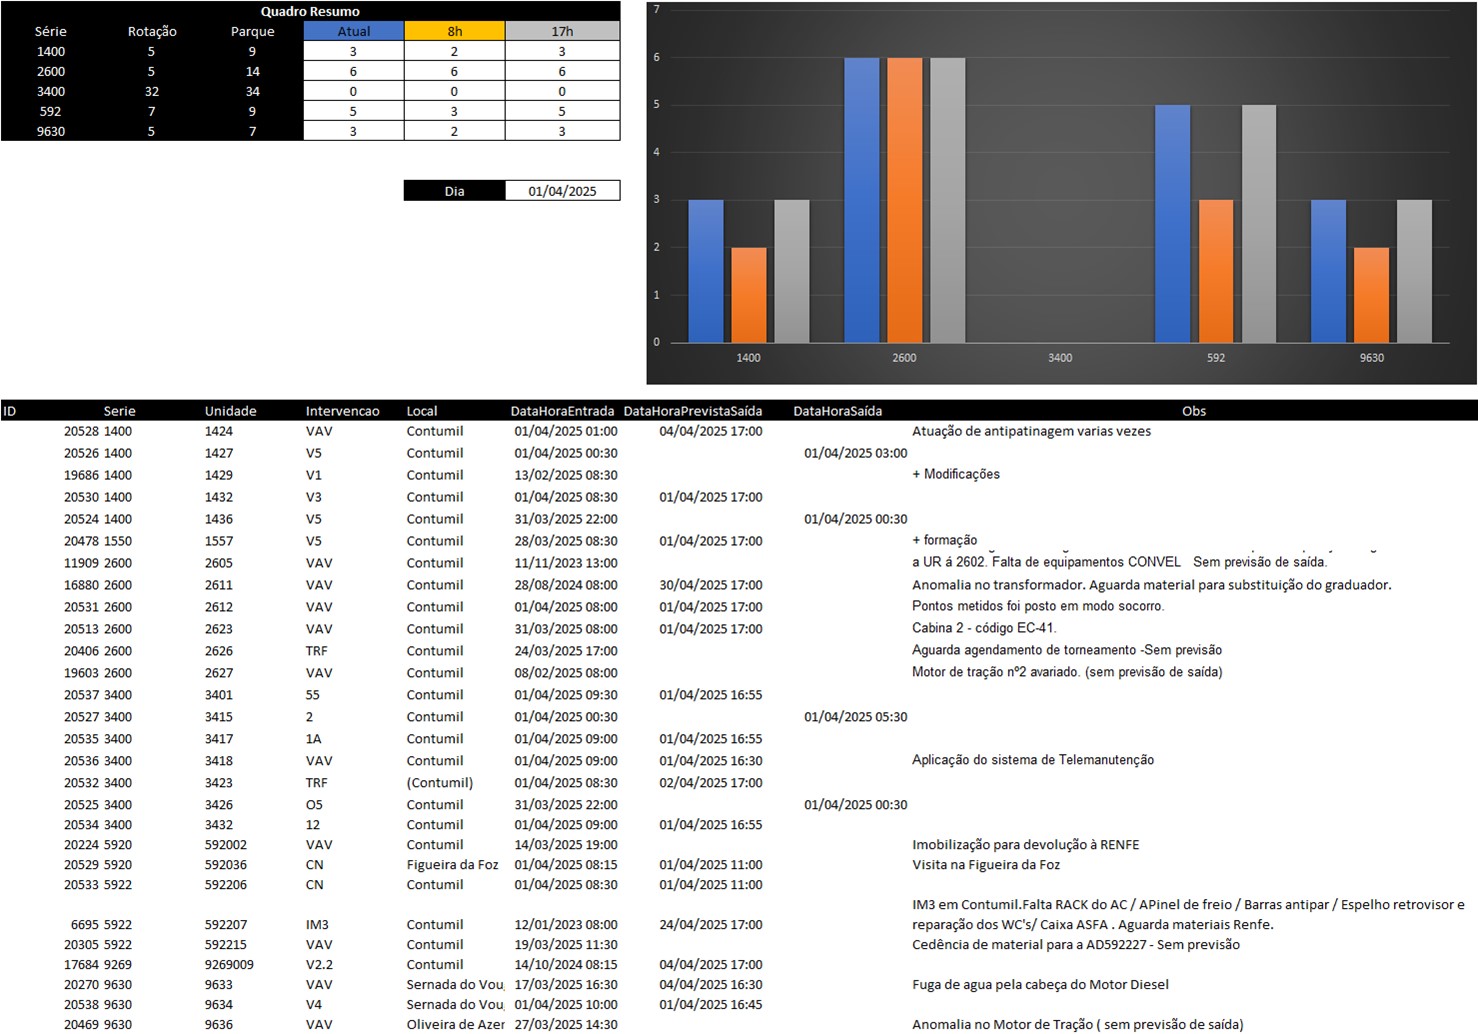 Quadro Resumo
Série Rotação Parque Atual 8h 17h
1400 5 9 3 2 3
2600 5 14 6 6 6
3400 32 34 0 0 0
592 7 9 5 3 5
9630 5 7 3 2 3
Dia 01/04/2025
7
6
5
4
3
2
1
0
1400 2600 3400 592 9630
ID Serie Unidade Intervencao Local DataHoraEntrada DataHoraPrevistaSaída DataHoraSaída Obs
20528 1400 1424 VAV Contumil 01/04/2025 01:00 04/04/2025 17:00 Atuação de antipatinagem varias vezes
20526 1400 1427 V5 Contumil 01/04/2025 00:30 01/04/2025 03:00
19686 1400 1429 V1 Contumil 13/02/2025 08:30 + Modificações
20530 1400 1432 V3 Contumil 01/04/2025 08:30 01/04/2025 17:00
20524 1400 1436 V5 Contumil 31/03/2025 22:00 01/04/2025 00:30
20478 1550 1557 V5 Contumil 28/03/2025 08:30 01/04/2025 17:00 + formação
11909 2600 2605 VAV Contumil 11/11/2023 13:00 a UR á 2602. Falta de equipamentos CONVEL Sem previsão de saída.
16880 2600 2611 VAV Contumil 28/08/2024 08:00 30/04/2025 17:00 Anomalia no transformador. Aguarda material para substituição do graduador.
20531 2600 2612 VAV Contumil 01/04/2025 08:00 01/04/2025 17:00 Pontos metidos foi posto em modo socorro.
20513 2600 2623 VAV Contumil 31/03/2025 08:00 01/04/2025 17:00 Cabina 2 - código EC-41.
20406 2600 2626 TRF Contumil 24/03/2025 17:00 Aguarda agendamento de torneamento -Sem previsão
19603 2600 2627 VAV Contumil 08/02/2025 08:00 Motor de tração nº2 avariado. (sem previsão de saída)
20537 3400 3401 55 Contumil 01/04/2025 09:30 01/04/2025 16:55
20527 3400 3415 2 Contumil 01/04/2025 00:30 01/04/2025 05:30
20535 3400 3417 1A Contumil 01/04/2025 09:00 01/04/2025 16:55
20536 3400 3418 VAV Contumil 01/04/2025 09:00 01/04/2025 16:30 Aplicação do sistema de Telemanutenção
20532 3400 3423 TRF (Contumil) 01/04/2025 08:30 02/04/2025 17:00
20525 3400 3426 O5 Contumil 31/03/2025 22:00 01/04/2025 00:30
20534 3400 3432 12 Contumil 01/04/2025 09:00 01/04/2025 16:55
20224 5920 592002 VAV Contumil 14/03/2025 19:00 Imobilização para devolução à RENFE
20529 5920 592036 CN Figueira da Foz 01/04/2025 08:15 01/04/2025 11:00 Visita na Figueira da Foz
20533 5922 592206 CN Contumil 01/04/2025 08:30 01/04/2025 11:00
IM3 em Contumil.Falta RACK do AC / APinel de freio / Barras antipar / Espelho retrovisor e
6695 5922 592207 IM3 Contumil 12/01/2023 08:00 24/04/2025 17:00 reparação dos WC's/ Caixa ASFA . Aguarda materiais Renfe.
20305 5922 592215 VAV Contumil 19/03/2025 11:30 Cedência de material para a AD592227 - Sem previsão
17684 9269 9269009 V2.2 Contumil 14/10/2024 08:15 04/04/2025 17:00
20270 9630 9633 VAV Sernada do Vou 17/03/2025 16:30 04/04/2025 16:30 Fuga de agua pela cabeça do Motor Diesel
20538 9630 9634 V4 Sernada do Vou 01/04/2025 10:00 01/04/2025 16:45
20469 9630 9636 VAV Oliveira de Azer 27/03/2025 14:30 Anomalia no Motor de Tração ( sem previsão de saída)